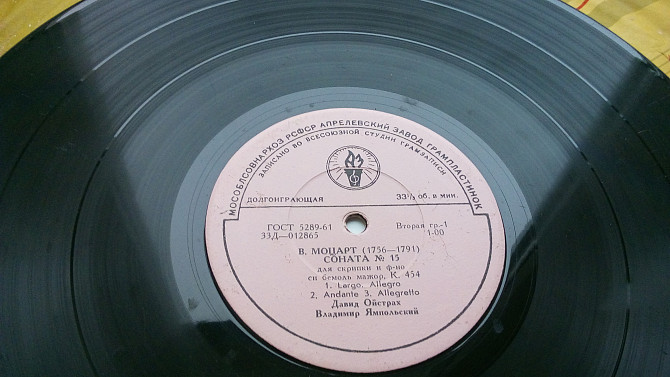 МОСОБЛСОВНАРХОЗ РСФСР АПРЕЛЕВСКИЙ ЗАВОД ГРАМПЛАСТИНОК
ЗАПИСАНО ВО ВСЕСОЮЗНОЙ СТУДИИ ГРАМЗАПИСИ
ДОЛГОИГРАЮЩАЯ 33⅓ об. в мин.
ГОСТ 5289-61 Вторая гр.-1
33Д—012865 1-00
В. МОЦАРТ (1756—1791)
СОНАТА № 15
для скрипки и ф-но
си бемоль мажор, К. 454
1. Largo, Allegro
2. Andante 3. Allegretto
Давид Ойстрах
Владимир Ямпольский